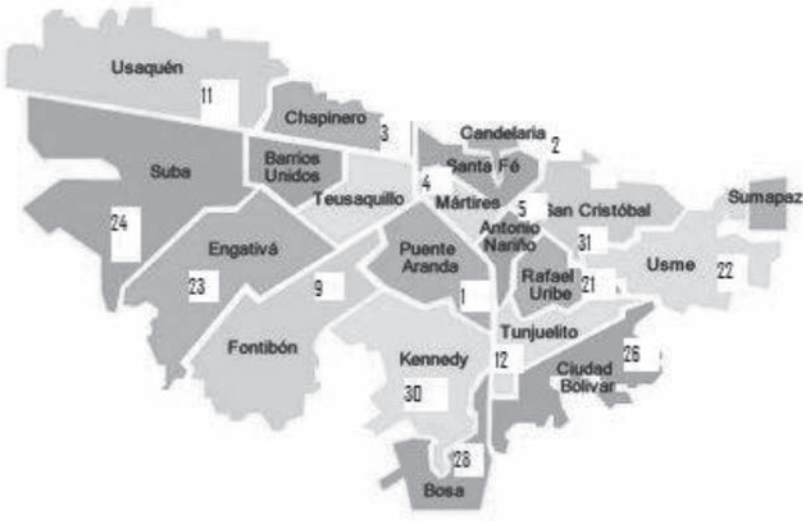 Usaquén
11
Chapinero
3
Candelaria
2
Suba
Barrios
Unidos
Santa Fé
4
Mártires
Teusaquillo
5
San Cristóbal
Sumapaz
24
Engativá
Puente
Aranda
Antonio
Nariño
31
Usme
22
23
9
1
Rafael
Uribe
21
Fontibón
Kennedy
12
Tunjuelito
30
Ciudad
Bolivar
26
28
Bosa